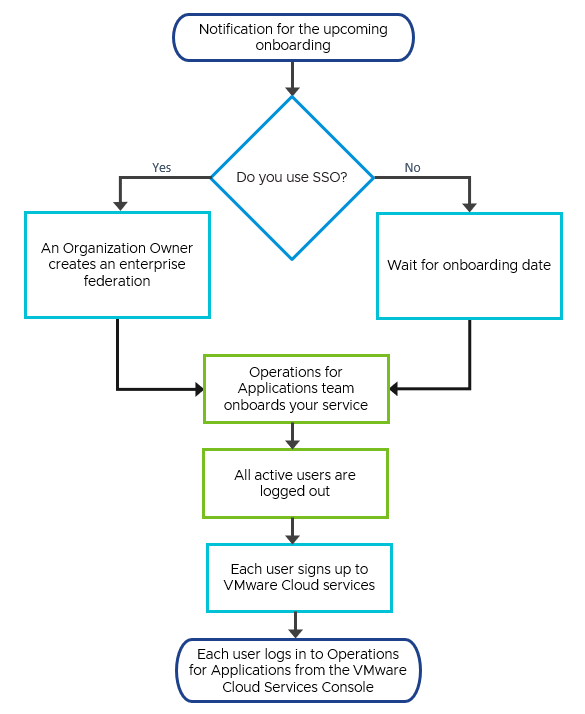 Notification for the upcoming
onboarding
Do you use SSO?
Yes
No
An Organization Owner
creates an enterprise
federation
Wait for onboarding date
Operations for
Applications team
onboards your service
All active users are
logged out
Each user signs up to
VMware Cloud services
Each user logs in to Operations
for Applications from the VMware
Cloud Services Console